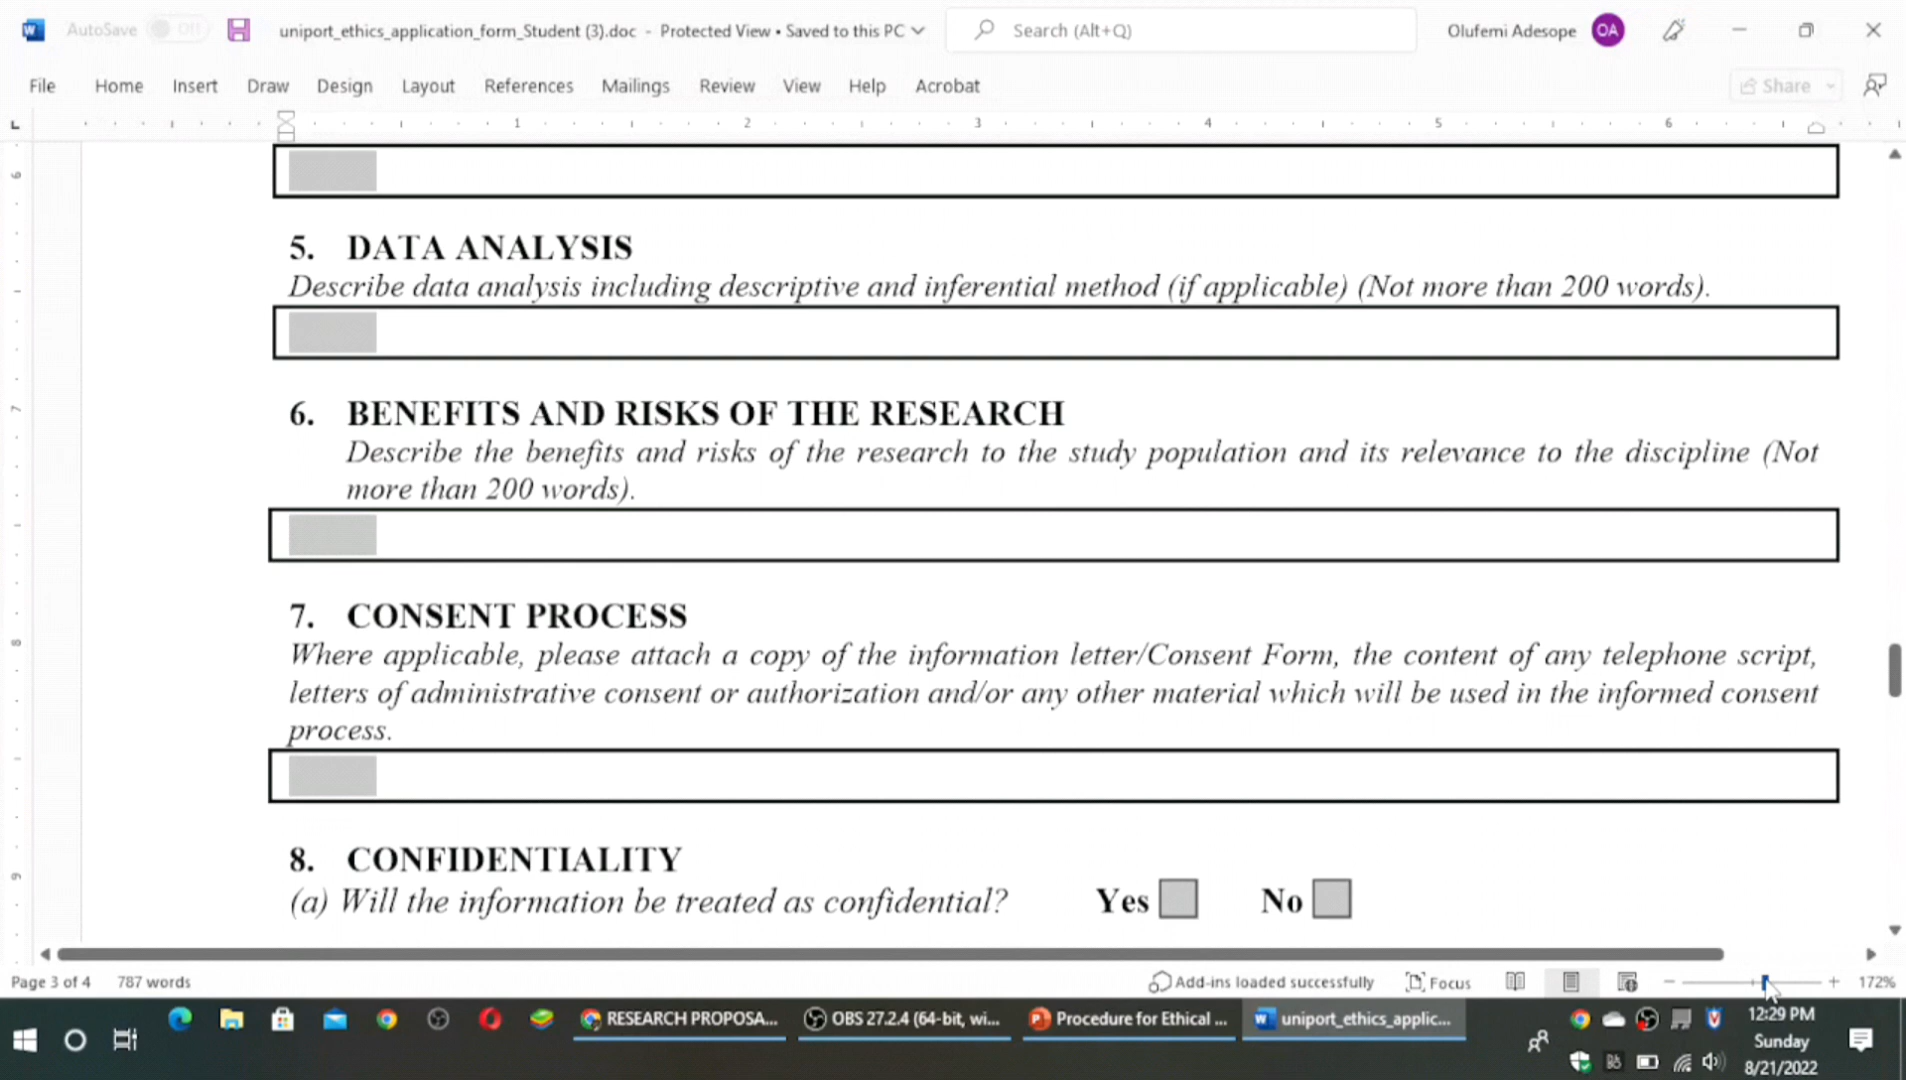 AutoSave Off
uniport_ethics_application_form_Student (3).doc - Protected View • Saved to this PC
Search (Alt+Q)
Olufemi Adesope OA
File Home Insert Draw Design Layout References Mailings Review View Help Acrobat
Share
1 2 3 4 5 6
5. DATA ANALYSIS
Describe data analysis including descriptive and inferential method (if applicable) (Not more than 200 words).
6. BENEFITS AND RISKS OF THE RESEARCH
Describe the benefits and risks of the research to the study population and its relevance to the discipline (Not
more than 200 words).
7. CONSENT PROCESS
Where applicable, please attach a copy of the information letter/Consent Form, the content of any telephone script,
letters of administrative consent or authorization and/or any other material which will be used in the informed consent
process.
8. CONFIDENTIALITY
(a) Will the information be treated as confidential? Yes No
Page 3 of 4 787 words
Add-ins loaded successfully Focus 172%
RESEARCH PROPOSA... OBS 27.2.4 (64-bit, wi... Procedure for Ethical ... uniport_ethics_applic...
12:29 PM
Sunday
8/21/2022